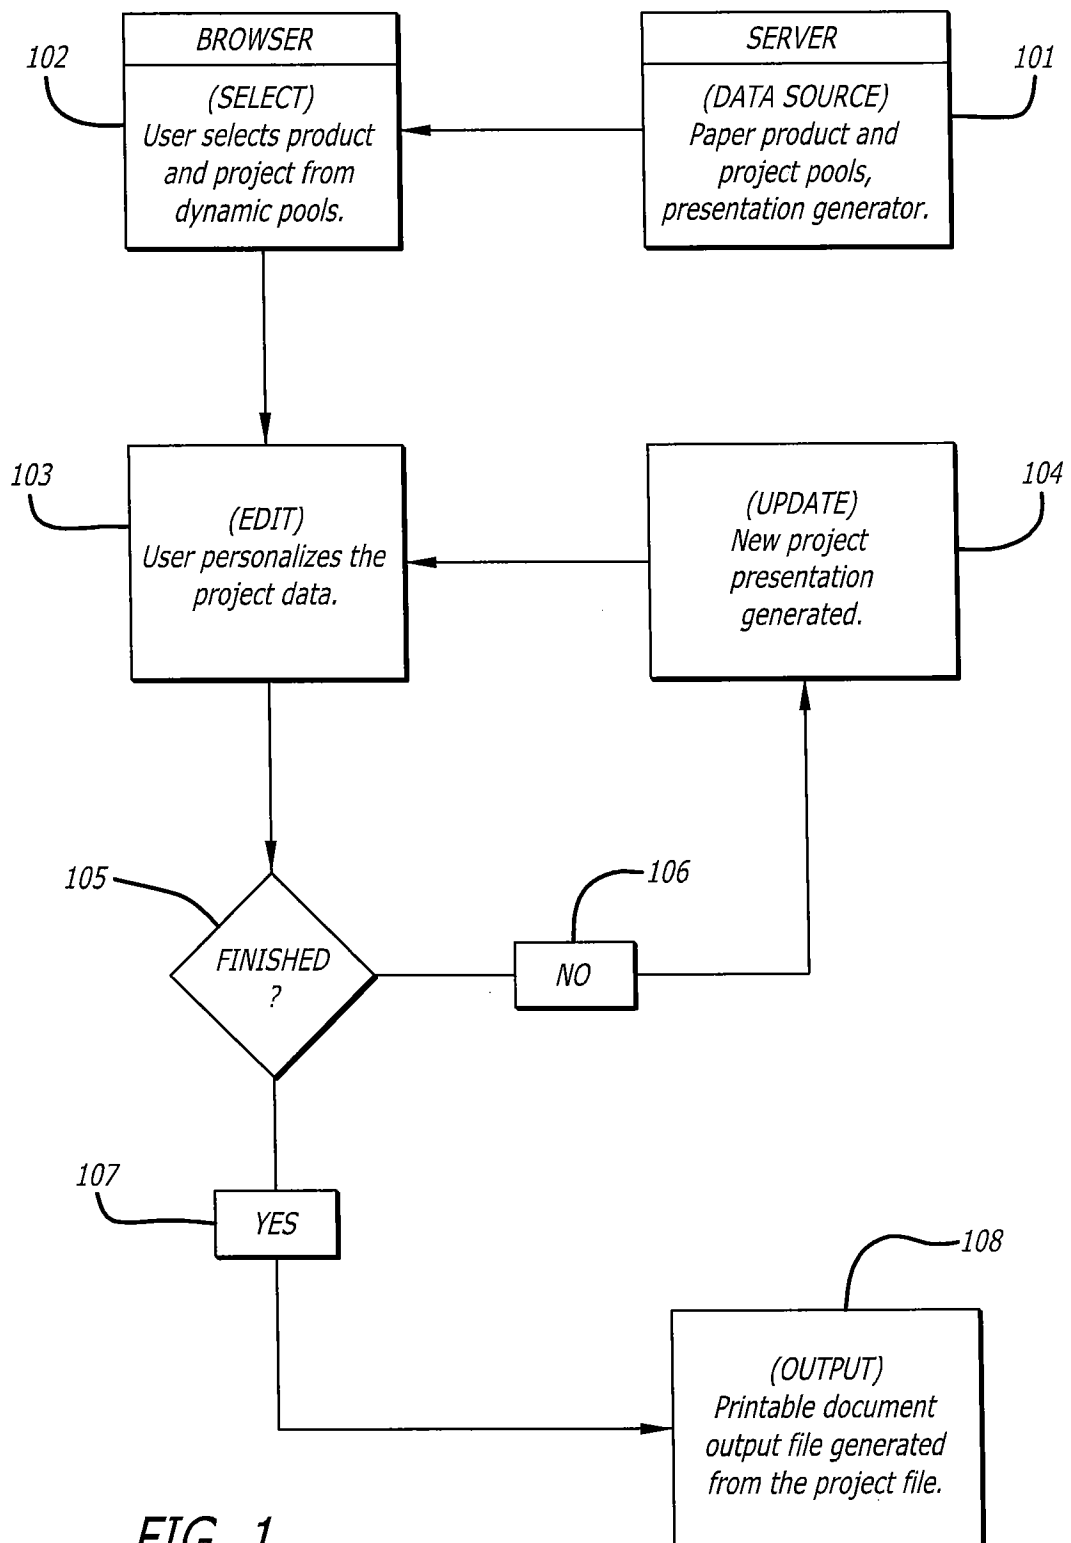 BROWSER
SERVER
102
101
(SELECT)
User selects product
and project from
dynamic pools.
(DATA SOURCE)
Paper product and
project pools,
presentation generator.
103
104
(EDIT)
User personalizes the
project data.
(UPDATE)
New project
presentation
generated.
105
106
FINISHED
?
NO
107
YES
108
(OUTPUT)
Printable document
output file generated
from the project file.
FIG. 1